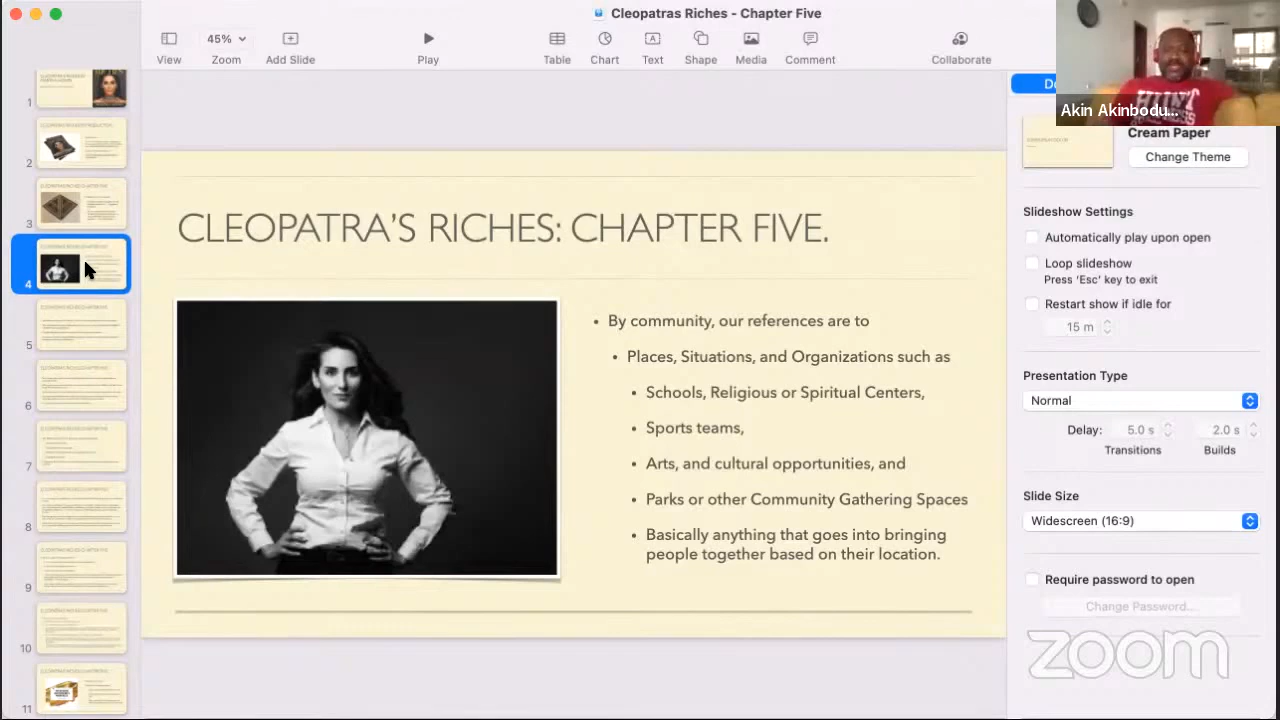 Cleopatras Riches - Chapter Five
45%
View
Zoom
Add Slide
Play
Table
Chart
Text
Shape
Media
Comment
Collaborate
Akin Akinbodu...
Cream Paper
Change Theme
Slideshow Settings
Automatically play upon open
Loop slideshow
Press 'Esc' key to exit
Restart show if idle for
15 m
Presentation Type
Normal
Delay: 5.0 s 2.0 s
Transitions Builds
Slide Size
Widescreen (16:9)
Require password to open
Change Password...
zoom
1
2
3
4
5
6
7
8
9
10
11
CLEOPATRA'S RICHES: CHAPTER FIVE.
• By community, our references are to
• Places, Situations, and Organizations such as
• Schools, Religious or Spiritual Centers,
• Sports teams,
• Arts, and cultural opportunities, and
• Parks or other Community Gathering Spaces
• Basically anything that goes into bringing
people together based on their location.